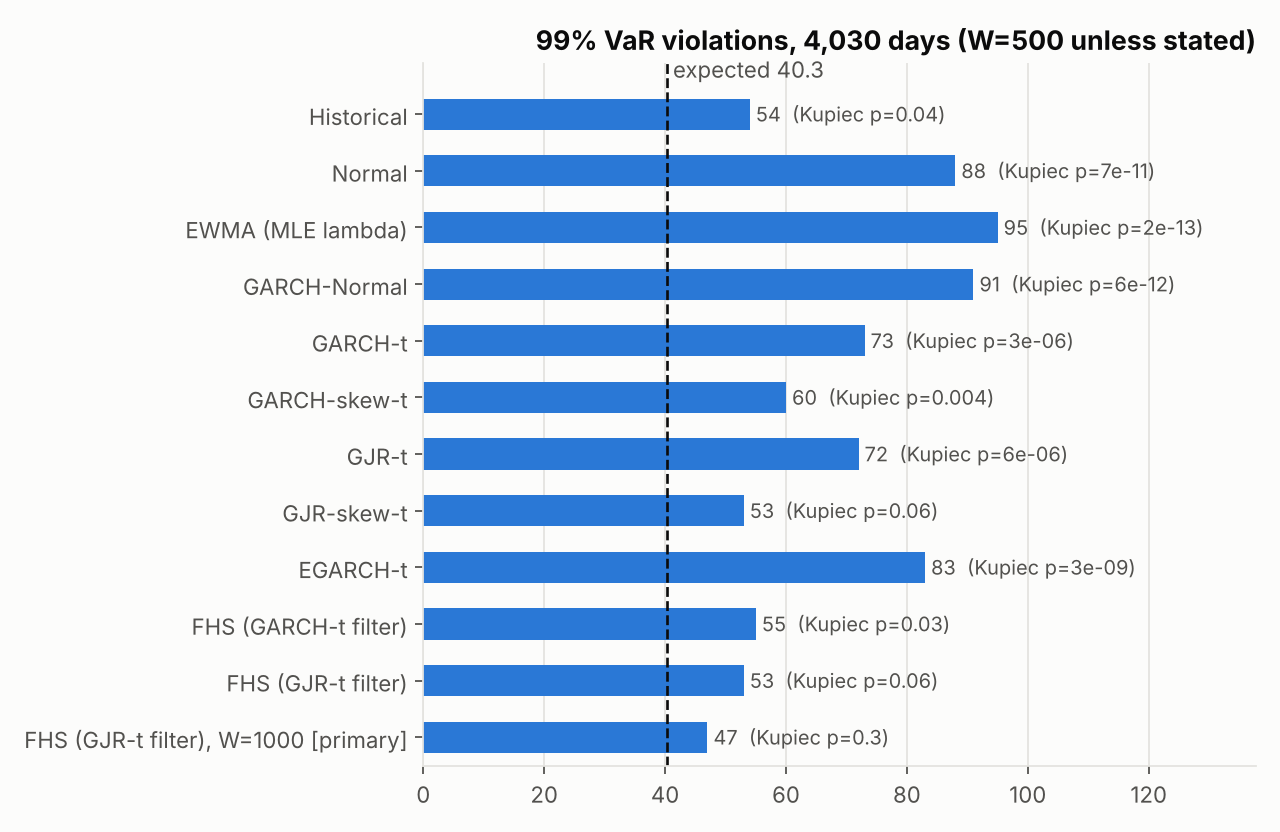 99% VaR violations, 4,030 days (W=500 unless stated)
expected 40.3
Historical 54 (Kupiec p=0.04)
Normal 88 (Kupiec p=7e-11)
EWMA (MLE lambda) 95 (Kupiec p=2e-13)
GARCH-Normal 91 (Kupiec p=6e-12)
GARCH-t 73 (Kupiec p=3e-06)
GARCH-skew-t 60 (Kupiec p=0.004)
GJR-t 72 (Kupiec p=6e-06)
GJR-skew-t 53 (Kupiec p=0.06)
EGARCH-t 83 (Kupiec p=3e-09)
FHS (GARCH-t filter) 55 (Kupiec p=0.03)
FHS (GJR-t filter) 53 (Kupiec p=0.06)
FHS (GJR-t filter), W=1000 [primary] 47 (Kupiec p=0.3)
0 20 40 60 80 100 120